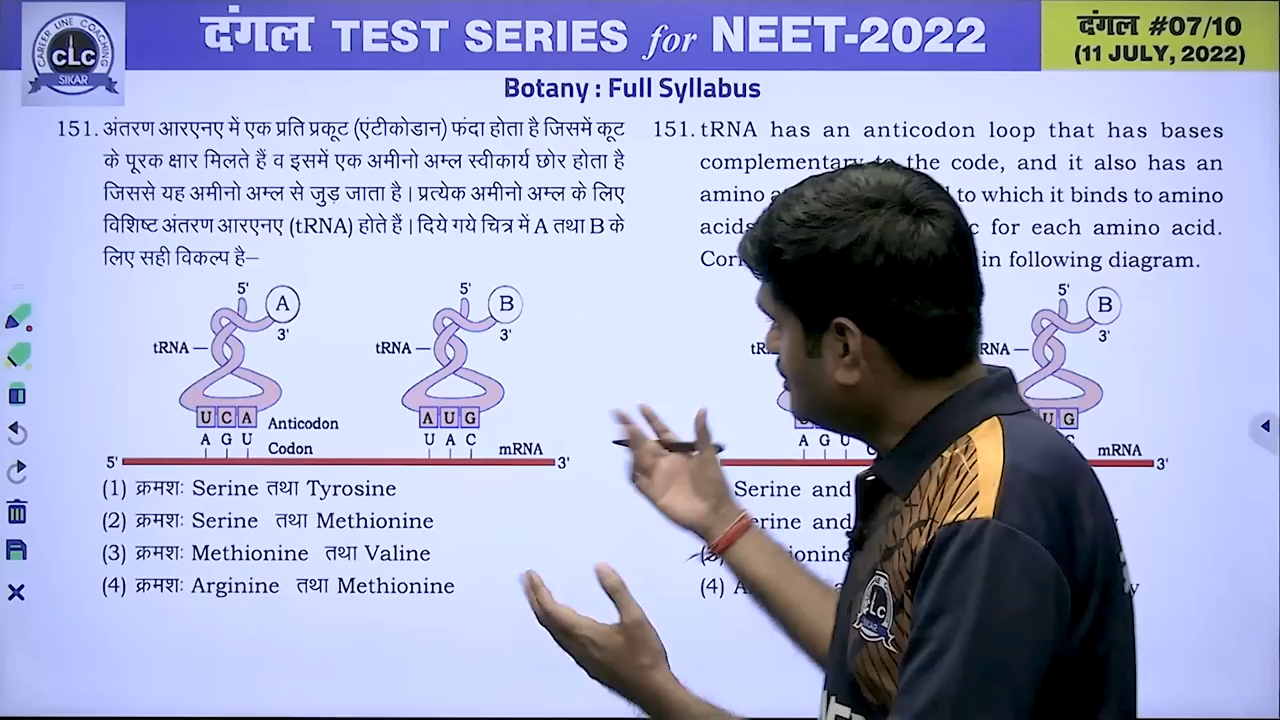 CAREER LINE COACHING
CLC
SIKAR
दंगल TEST SERIES for NEET-2022
दंगल #07/10
(11 JULY, 2022)
Botany : Full Syllabus
151. अंतरण आरएनए में एक प्रति प्रकूट (एंटीकोडान) फंदा होता है जिसमें कूट
के पूरक क्षार मिलते हैं व इसमें एक अमीनो अम्ल स्वीकार्य छोर होता है
जिससे यह अमीनो अम्ल से जुड़ जाता है। प्रत्येक अमीनो अम्ल के लिए
विशिष्ट अंतरण आरएनए (tRNA) होते हैं। दिये गये चित्र में A तथा B के
लिए सही विकल्प है–
5' A 5' B
3' 3'
tRNA tRNA
U C A Anticodon A U G
A G U Codon U A C mRNA
5' 3'
(1) क्रमशः Serine तथा Tyrosine
(2) क्रमशः Serine तथा Methionine
(3) क्रमशः Methionine तथा Valine
(4) क्रमशः Arginine तथा Methionine
151. tRNA has an anticodon loop that has bases
complementary the code, and it also has an
amino to which it binds to amino
acids for each amino acid.
in following diagram.
5' B
3'
RNA
U G
A G U mRNA
3'
Serine and
erine and
(3)
(4)
CLC
SIKAR